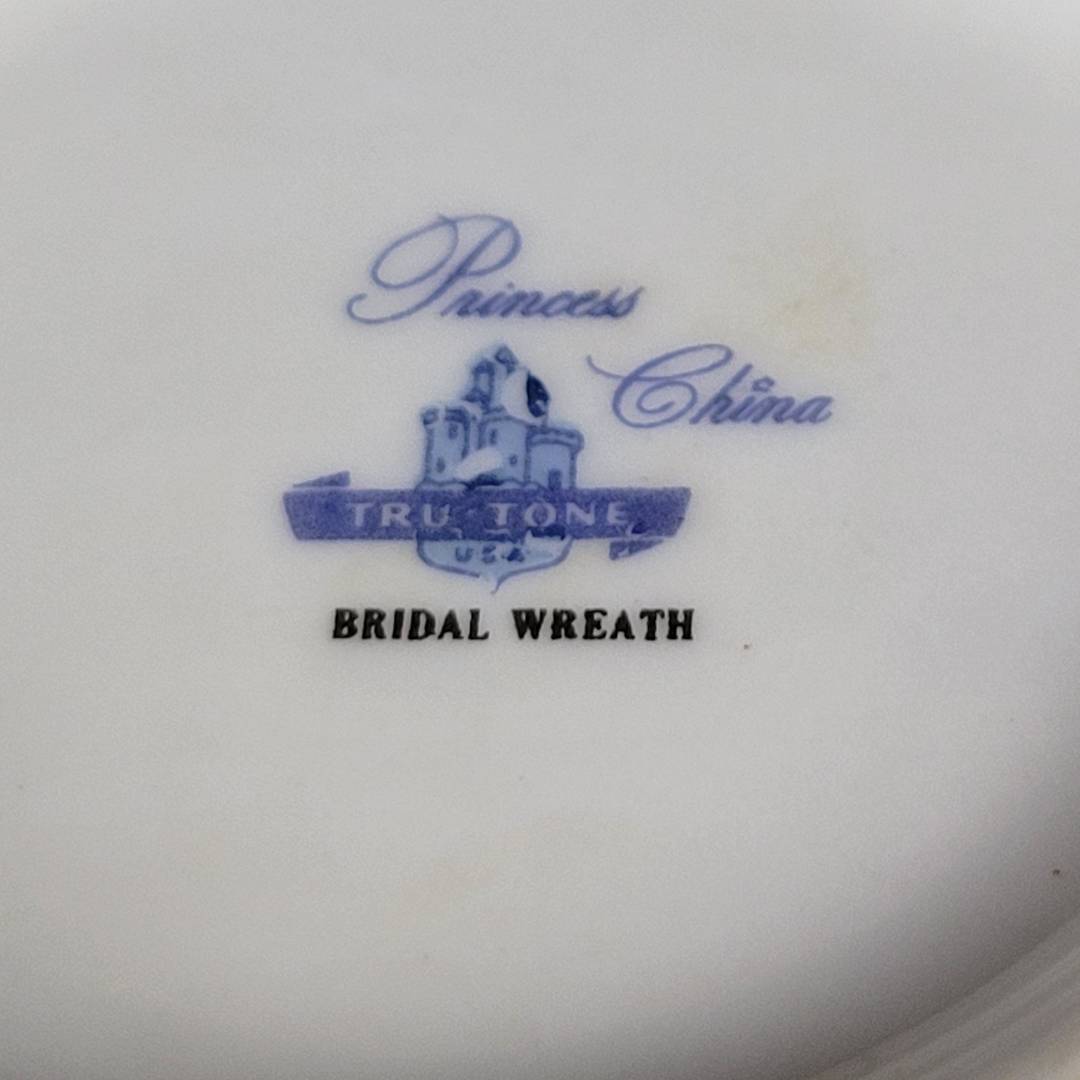 Princess
China
TRU-TONE
USA
BRIDAL WREATH